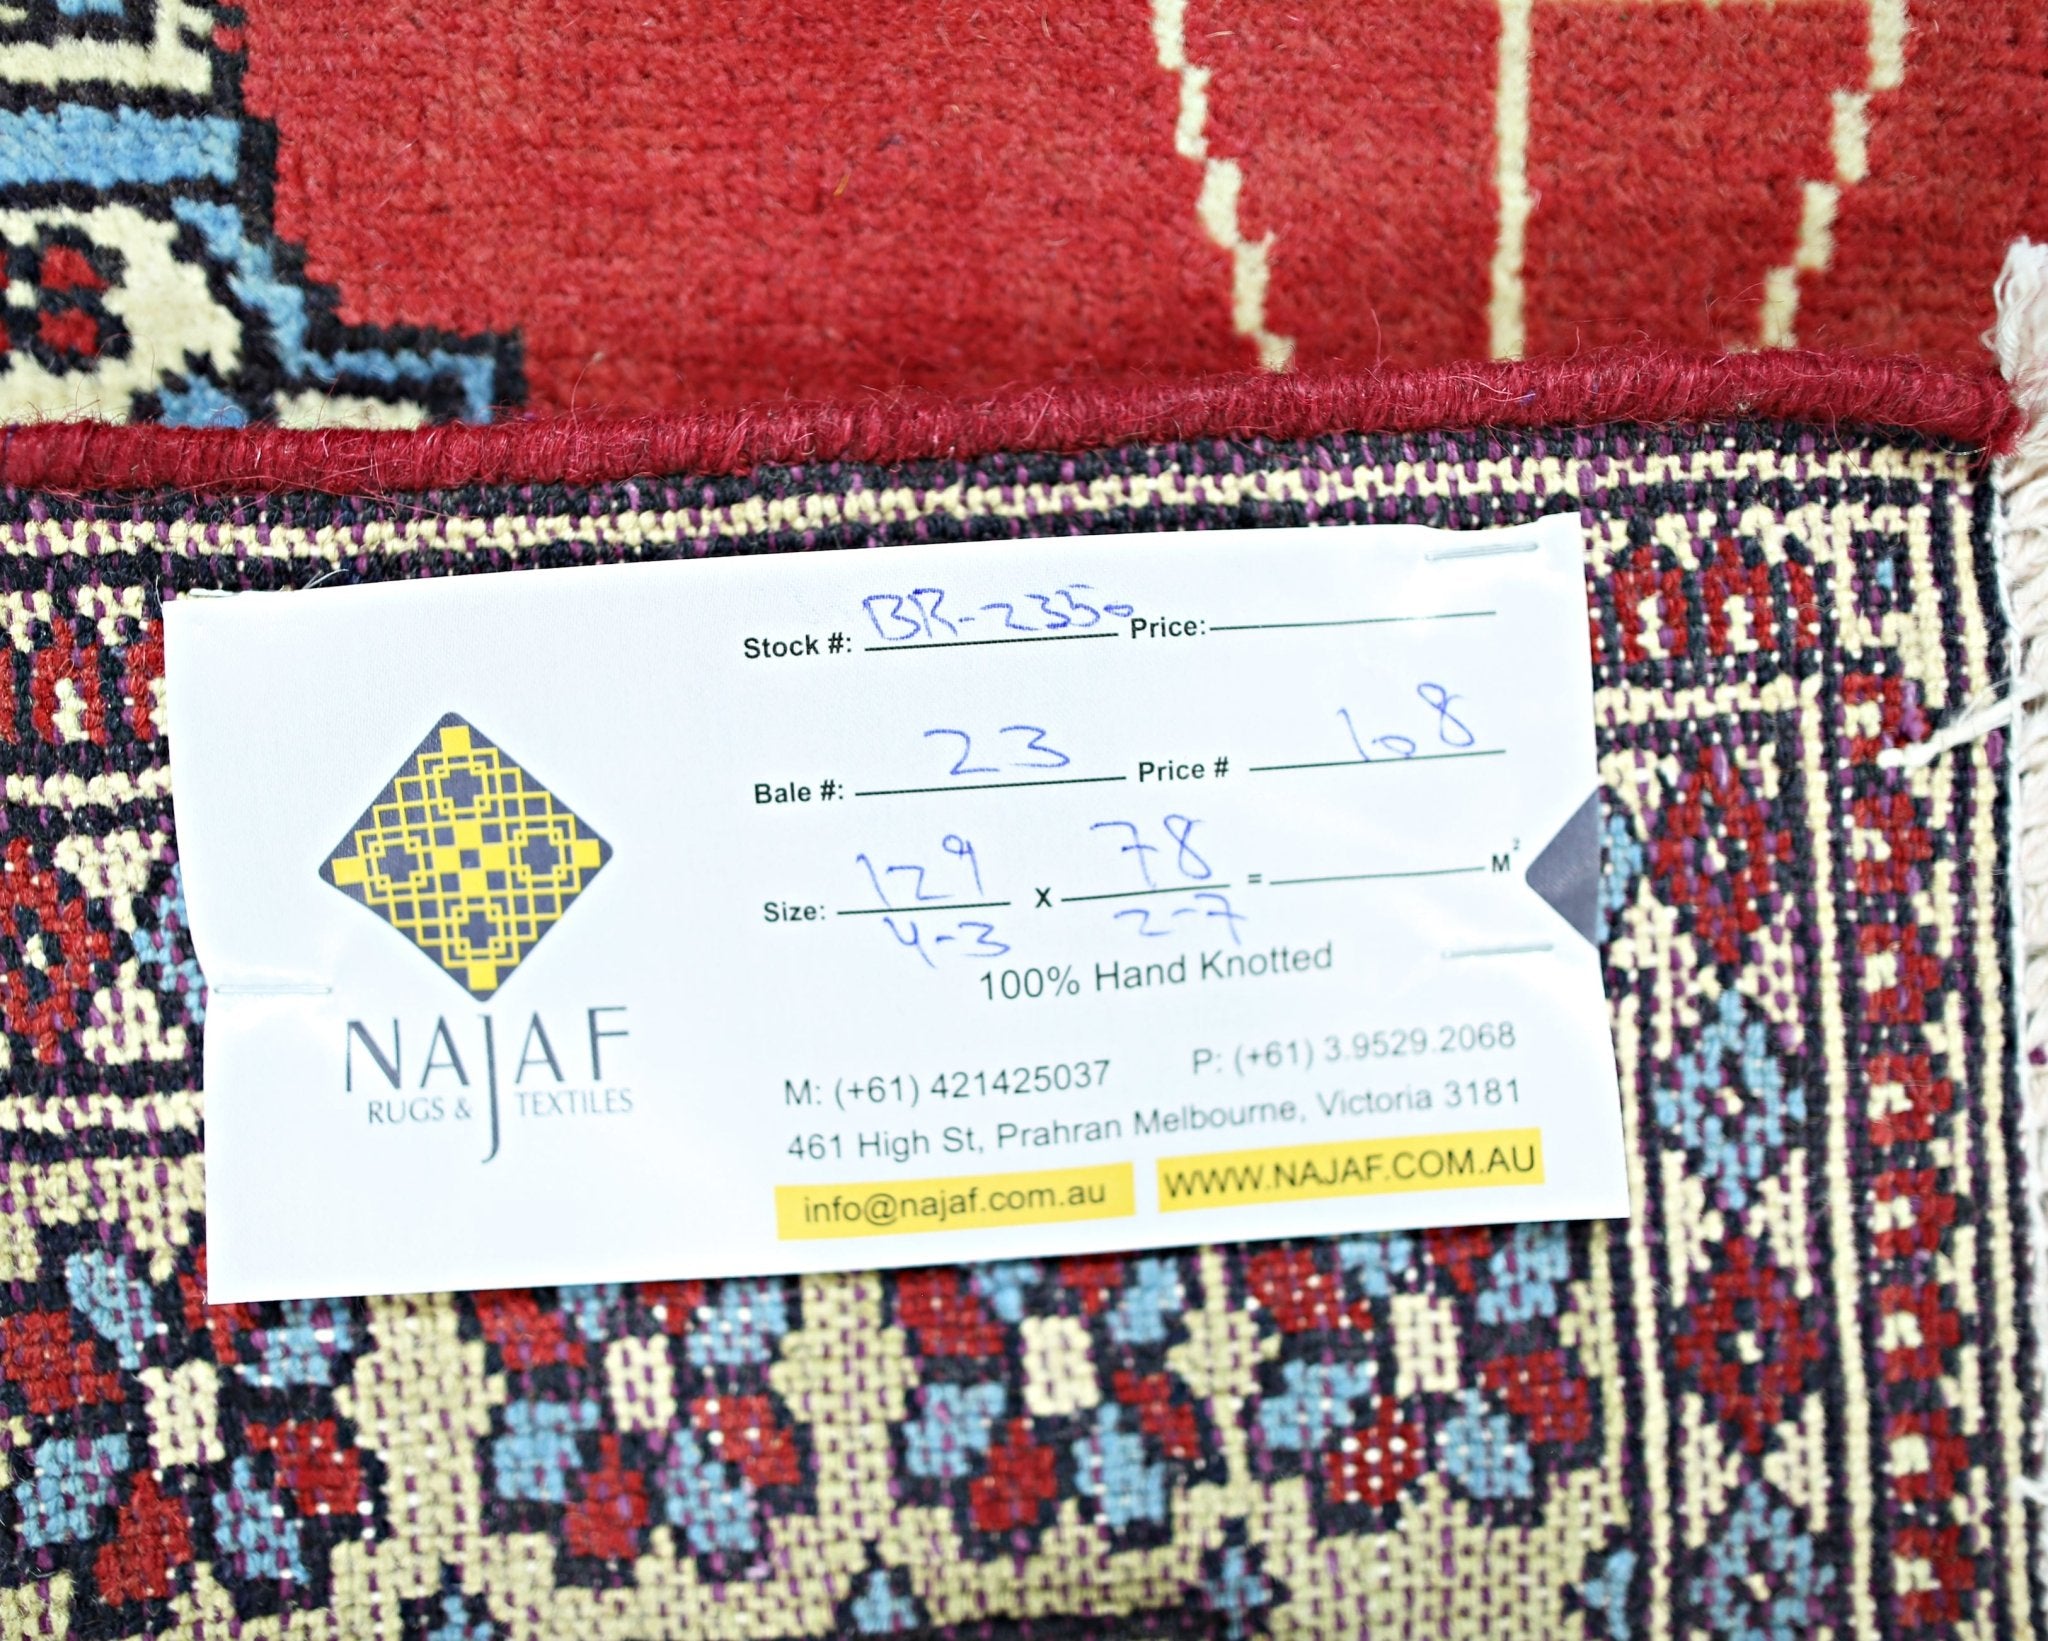 Stock #: BR-2350 Price:
Bale #: 23 Price # 108
Size: 129 X 78 = M²
4-3 2-7
100% Hand Knotted
NAJAF
RUGS & TEXTILES
M: (+61) 421425037 P: (+61) 3.9529.2068
461 High St, Prahran Melbourne, Victoria 3181
info@najaf.com.au WWW.NAJAF.COM.AU